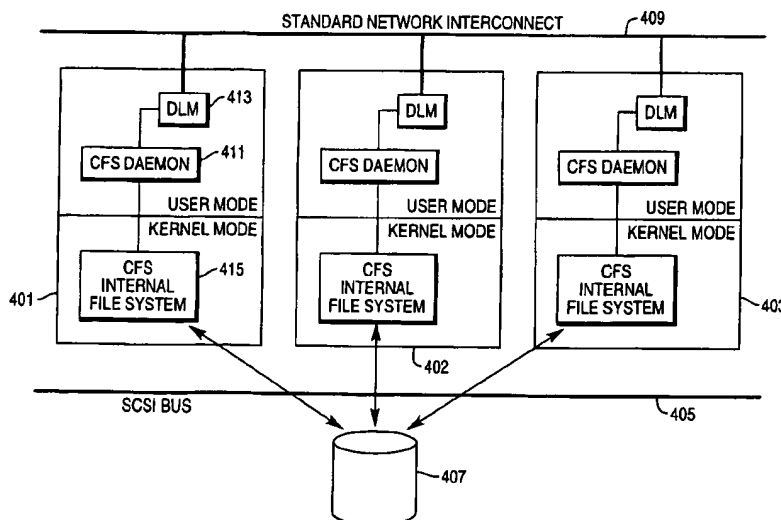 STANDARD NETWORK INTERCONNECT
409
DLM
413
DLM
DLM
CFS DAEMON
411
CFS DAEMON
CFS DAEMON
USER MODE
USER MODE
USER MODE
KERNEL MODE
KERNEL MODE
KERNEL MODE
CFS
INTERNAL
FILE SYSTEM
415
CFS
INTERNAL
FILE SYSTEM
CFS
INTERNAL
FILE SYSTEM
401
402
403
SCSI BUS
405
407